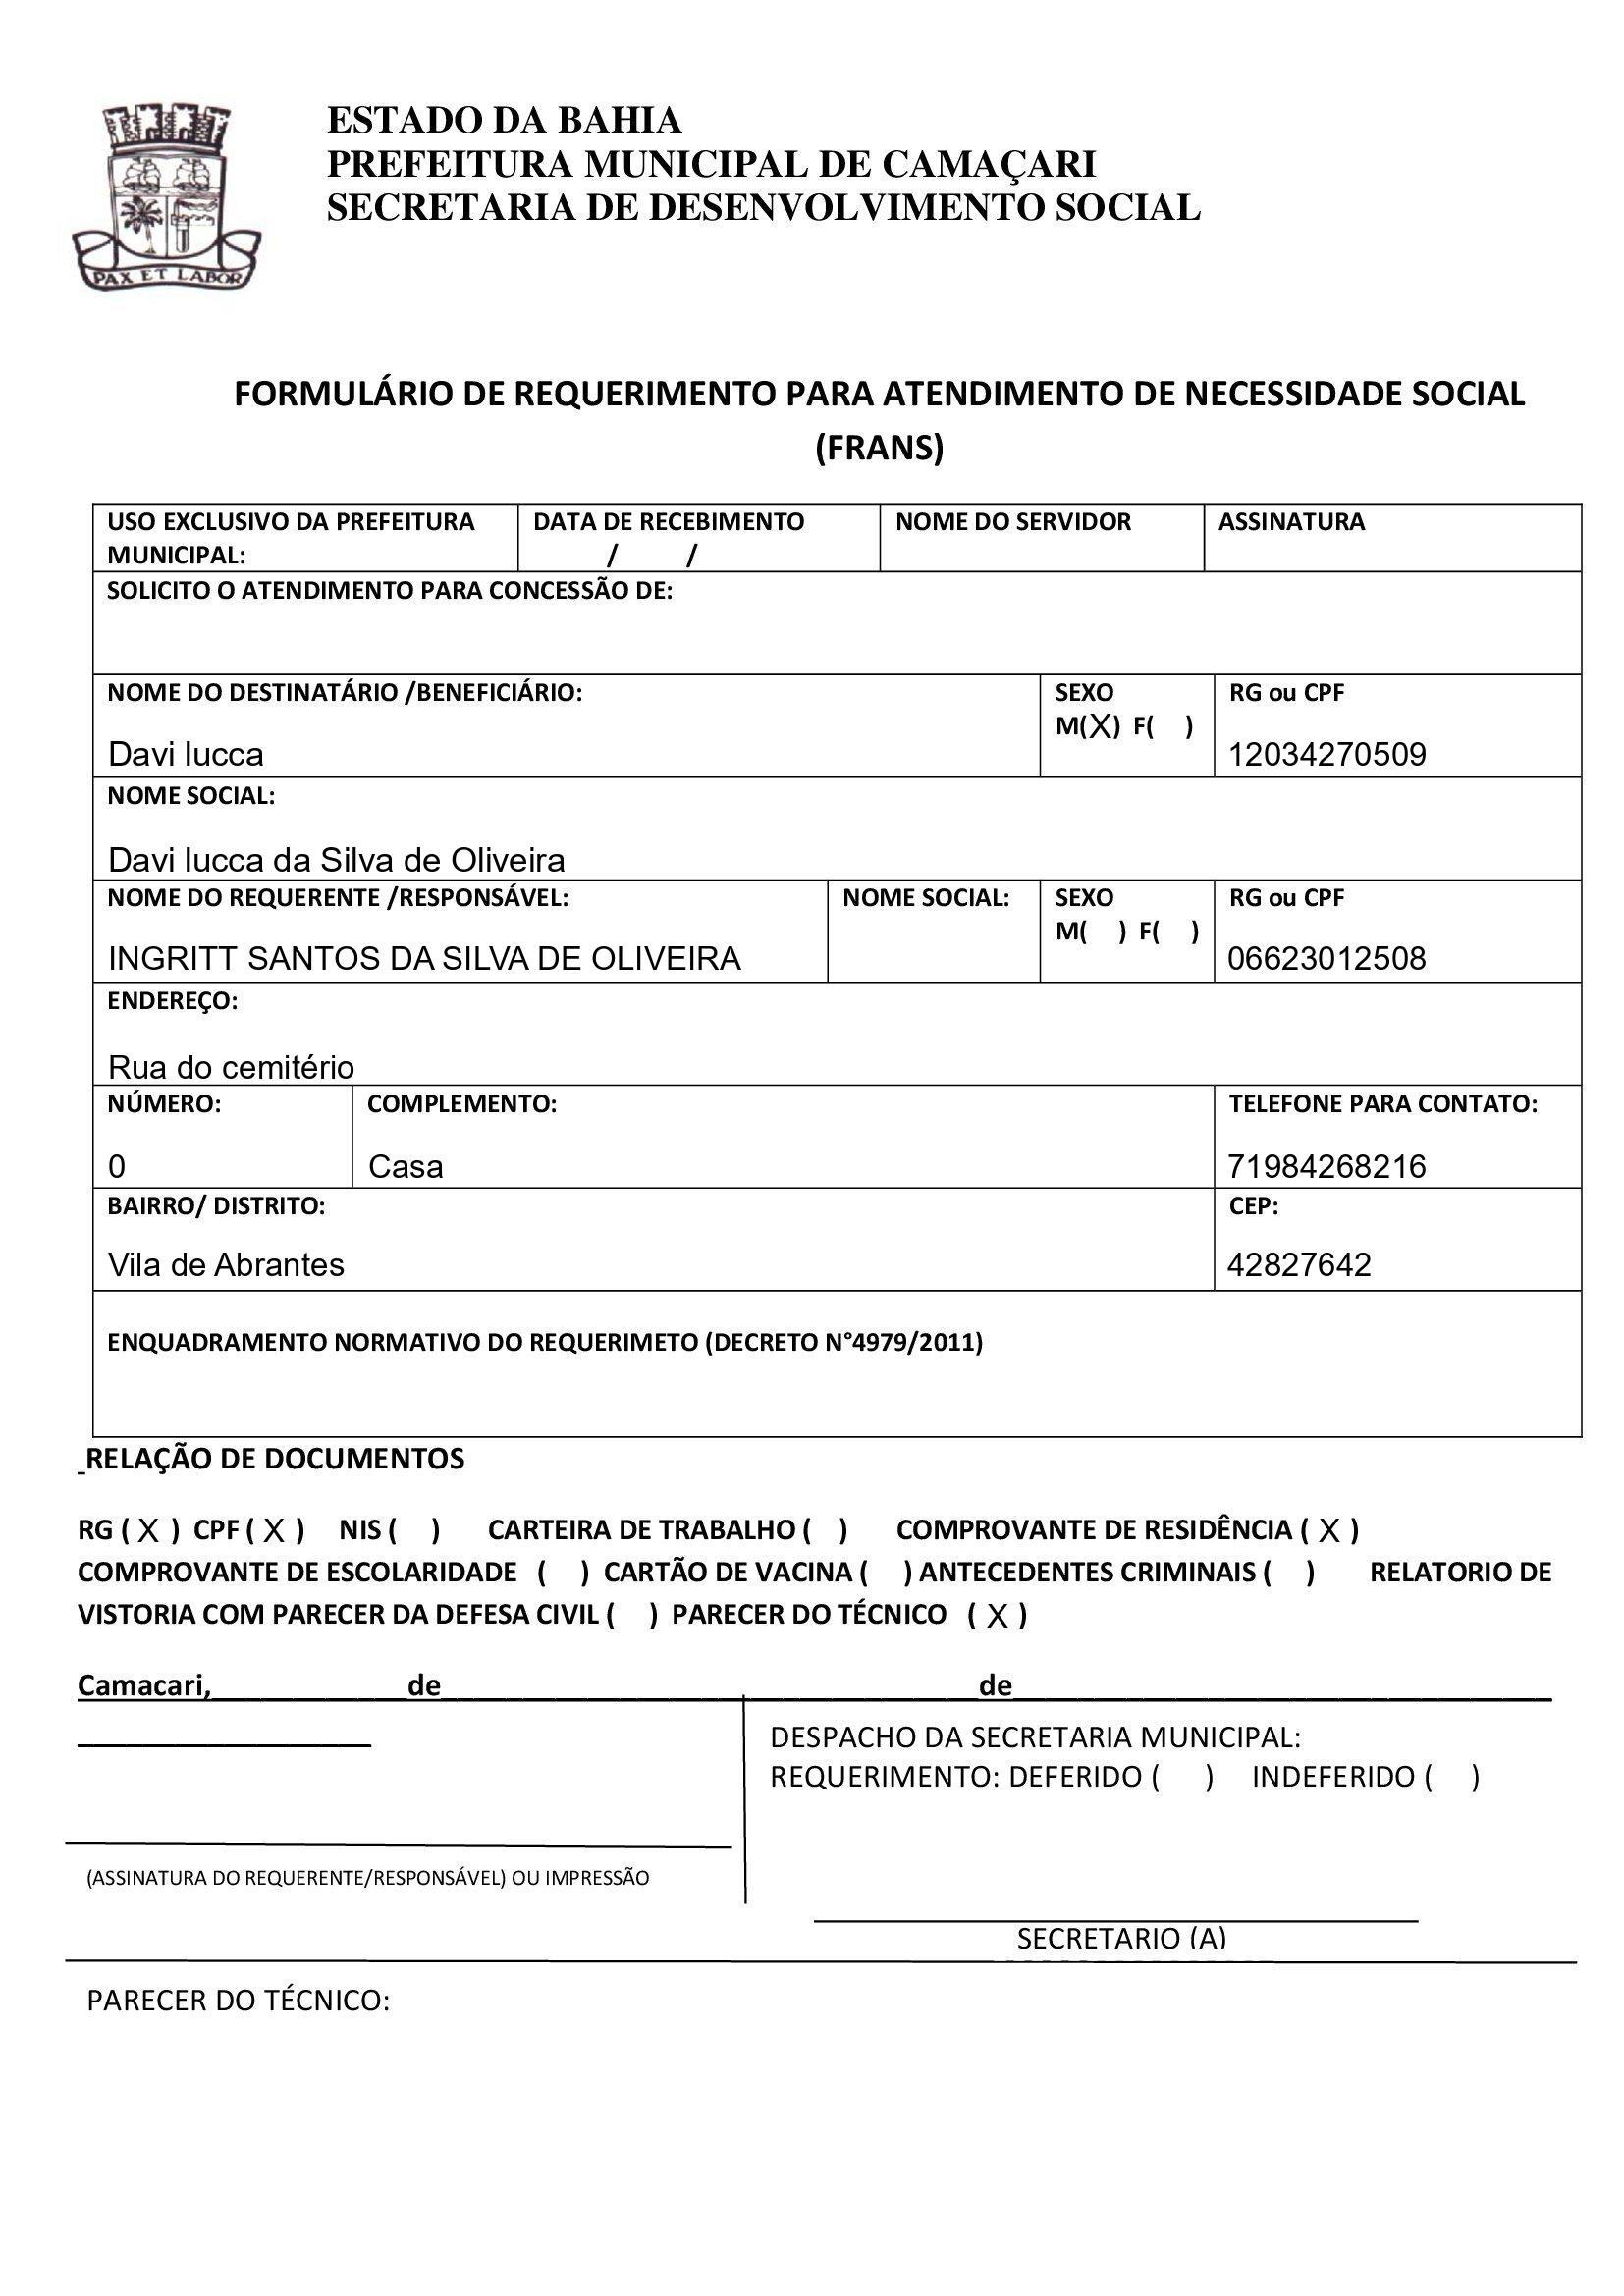 PAX ET LABOR
ESTADO DA BAHIA
PREFEITURA MUNICIPAL DE CAMAÇARI
SECRETARIA DE DESENVOLVIMENTO SOCIAL
FORMULÁRIO DE REQUERIMENTO PARA ATENDIMENTO DE NECESSIDADE SOCIAL
(FRANS)
USO EXCLUSIVO DA PREFEITURA
MUNICIPAL:
DATA DE RECEBIMENTO
/ /
NOME DO SERVIDOR
ASSINATURA
SOLICITO O ATENDIMENTO PARA CONCESSÃO DE:
NOME DO DESTINATÁRIO /BENEFICIÁRIO:
Davi lucca
SEXO
M(X) F( )
RG ou CPF
12034270509
NOME SOCIAL:
Davi lucca da Silva de Oliveira
NOME DO REQUERENTE /RESPONSÁVEL:
INGRITT SANTOS DA SILVA DE OLIVEIRA
NOME SOCIAL:
SEXO
M( ) F( )
RG ou CPF
06623012508
ENDEREÇO:
Rua do cemitério
NÚMERO:
0
COMPLEMENTO:
Casa
TELEFONE PARA CONTATO:
71984268216
BAIRRO/ DISTRITO:
Vila de Abrantes
CEP:
42827642
ENQUADRAMENTO NORMATIVO DO REQUERIMETO (DECRETO N°4979/2011)
RELAÇÃO DE DOCUMENTOS
RG ( X ) CPF ( X ) NIS ( ) CARTEIRA DE TRABALHO ( ) COMPROVANTE DE RESIDÊNCIA ( X )
COMPROVANTE DE ESCOLARIDADE ( ) CARTÃO DE VACINA ( ) ANTECEDENTES CRIMINAIS ( ) RELATORIO DE
VISTORIA COM PARECER DA DEFESA CIVIL ( ) PARECER DO TÉCNICO ( X )
Camacari,____________de_________________________________de_________________________________
__________________
(ASSINATURA DO REQUERENTE/RESPONSÁVEL) OU IMPRESSÃO
DESPACHO DA SECRETARIA MUNICIPAL:
REQUERIMENTO: DEFERIDO ( ) INDEFERIDO ( )
SECRETARIO (A)
PARECER DO TÉCNICO: